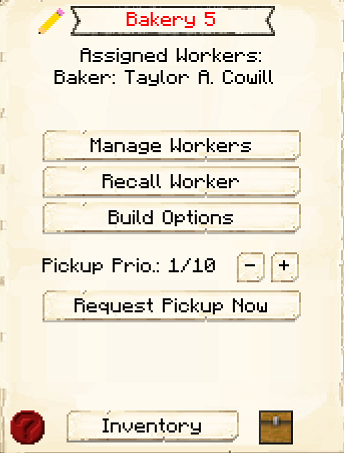 Bakery 5
Assigned Workers:
Baker: Taylor A. Cowill
Manage Workers
Recall Worker
Build Options
Pickup Prio.: 1/10 - +
Request Pickup Now
? Inventory